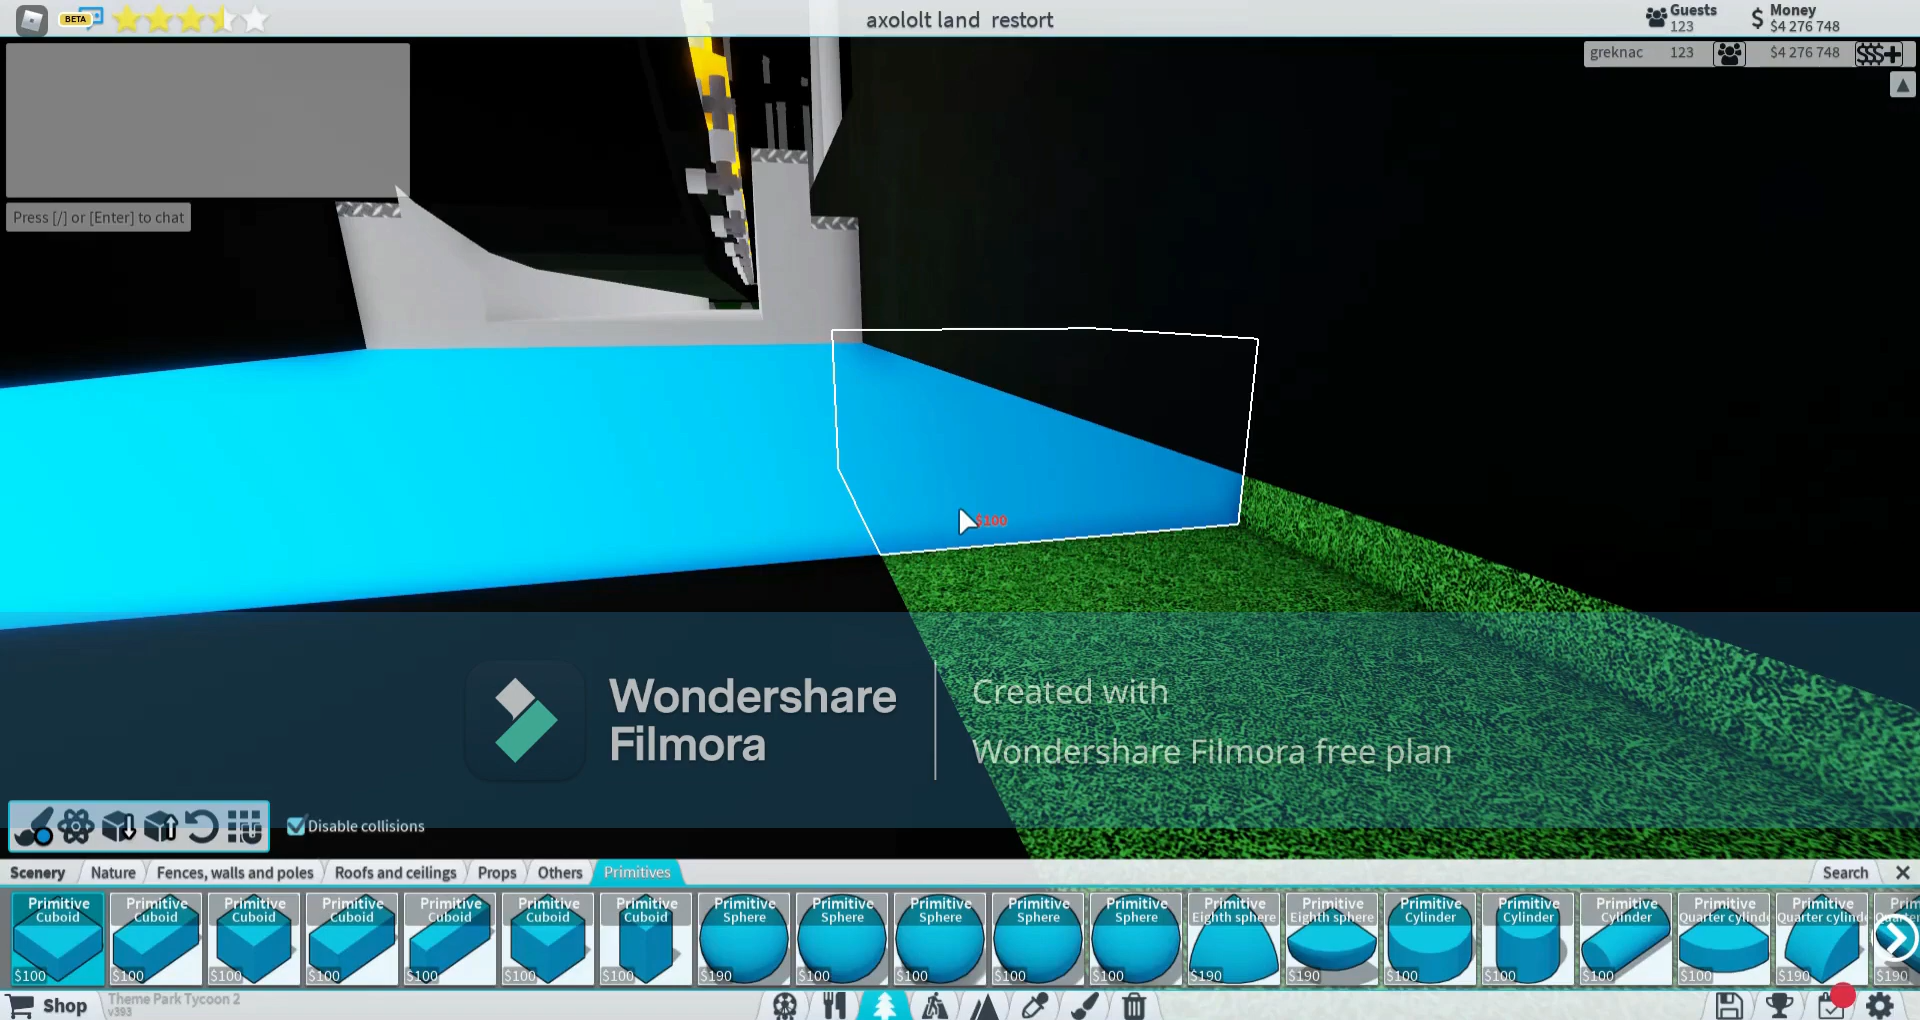 BETA
axololt land restort
Guests
123
$ Money
$4 276 748
greknac 123 $4 276 748 $$$+
Press [/] or [Enter] to chat
$100
Wondershare
Filmora
Created with
Wondershare Filmora free plan
Disable collisions
Scenery Nature Fences, walls and poles Roofs and ceilings Props Others Primitives Search
Primitive Cuboid $100
Primitive Cuboid $100
Primitive Cuboid $100
Primitive Cuboid $100
Primitive Cuboid $100
Primitive Cuboid $100
Primitive Cuboid $100
Primitive Sphere $190
Primitive Sphere $100
Primitive Sphere $100
Primitive Sphere $100
Primitive Sphere $100
Primitive Eighth sphere $190
Primitive Eighth sphere $190
Primitive Cylinder $100
Primitive Cylinder $100
Primitive Cylinder $100
Primitive Quarter cylind $100
Primitive Quarter cylind $190
$190
Shop
Theme Park Tycoon 2
v393